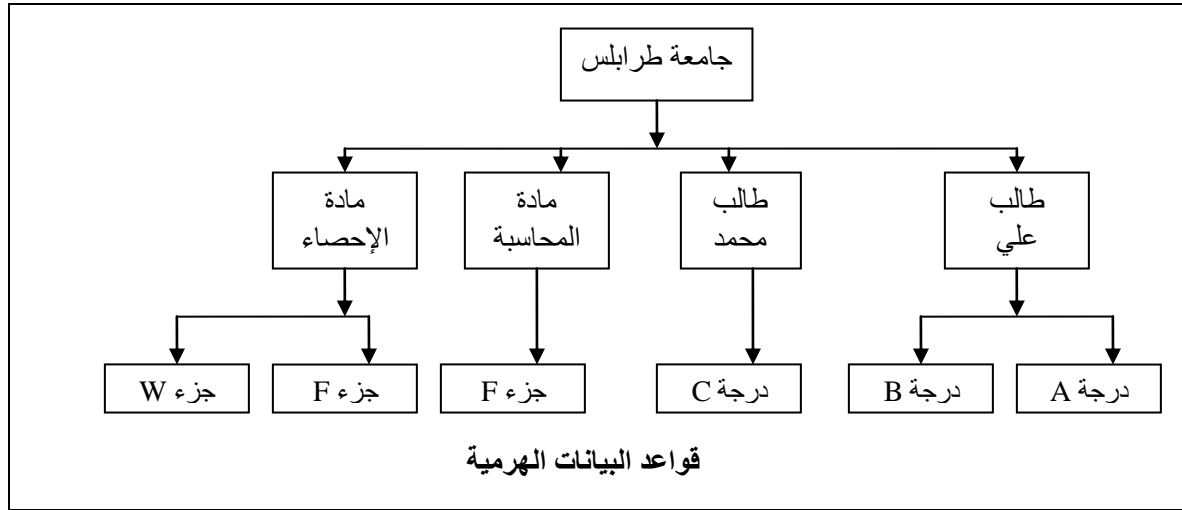 جامعة طرابلس
طالب
علي
طالب
محمد
مادة
المحاسبة
مادة
الإحصاء
درجة A
درجة B
درجة C
جزء F
جزء F
جزء W
قواعد البيانات الهرمية